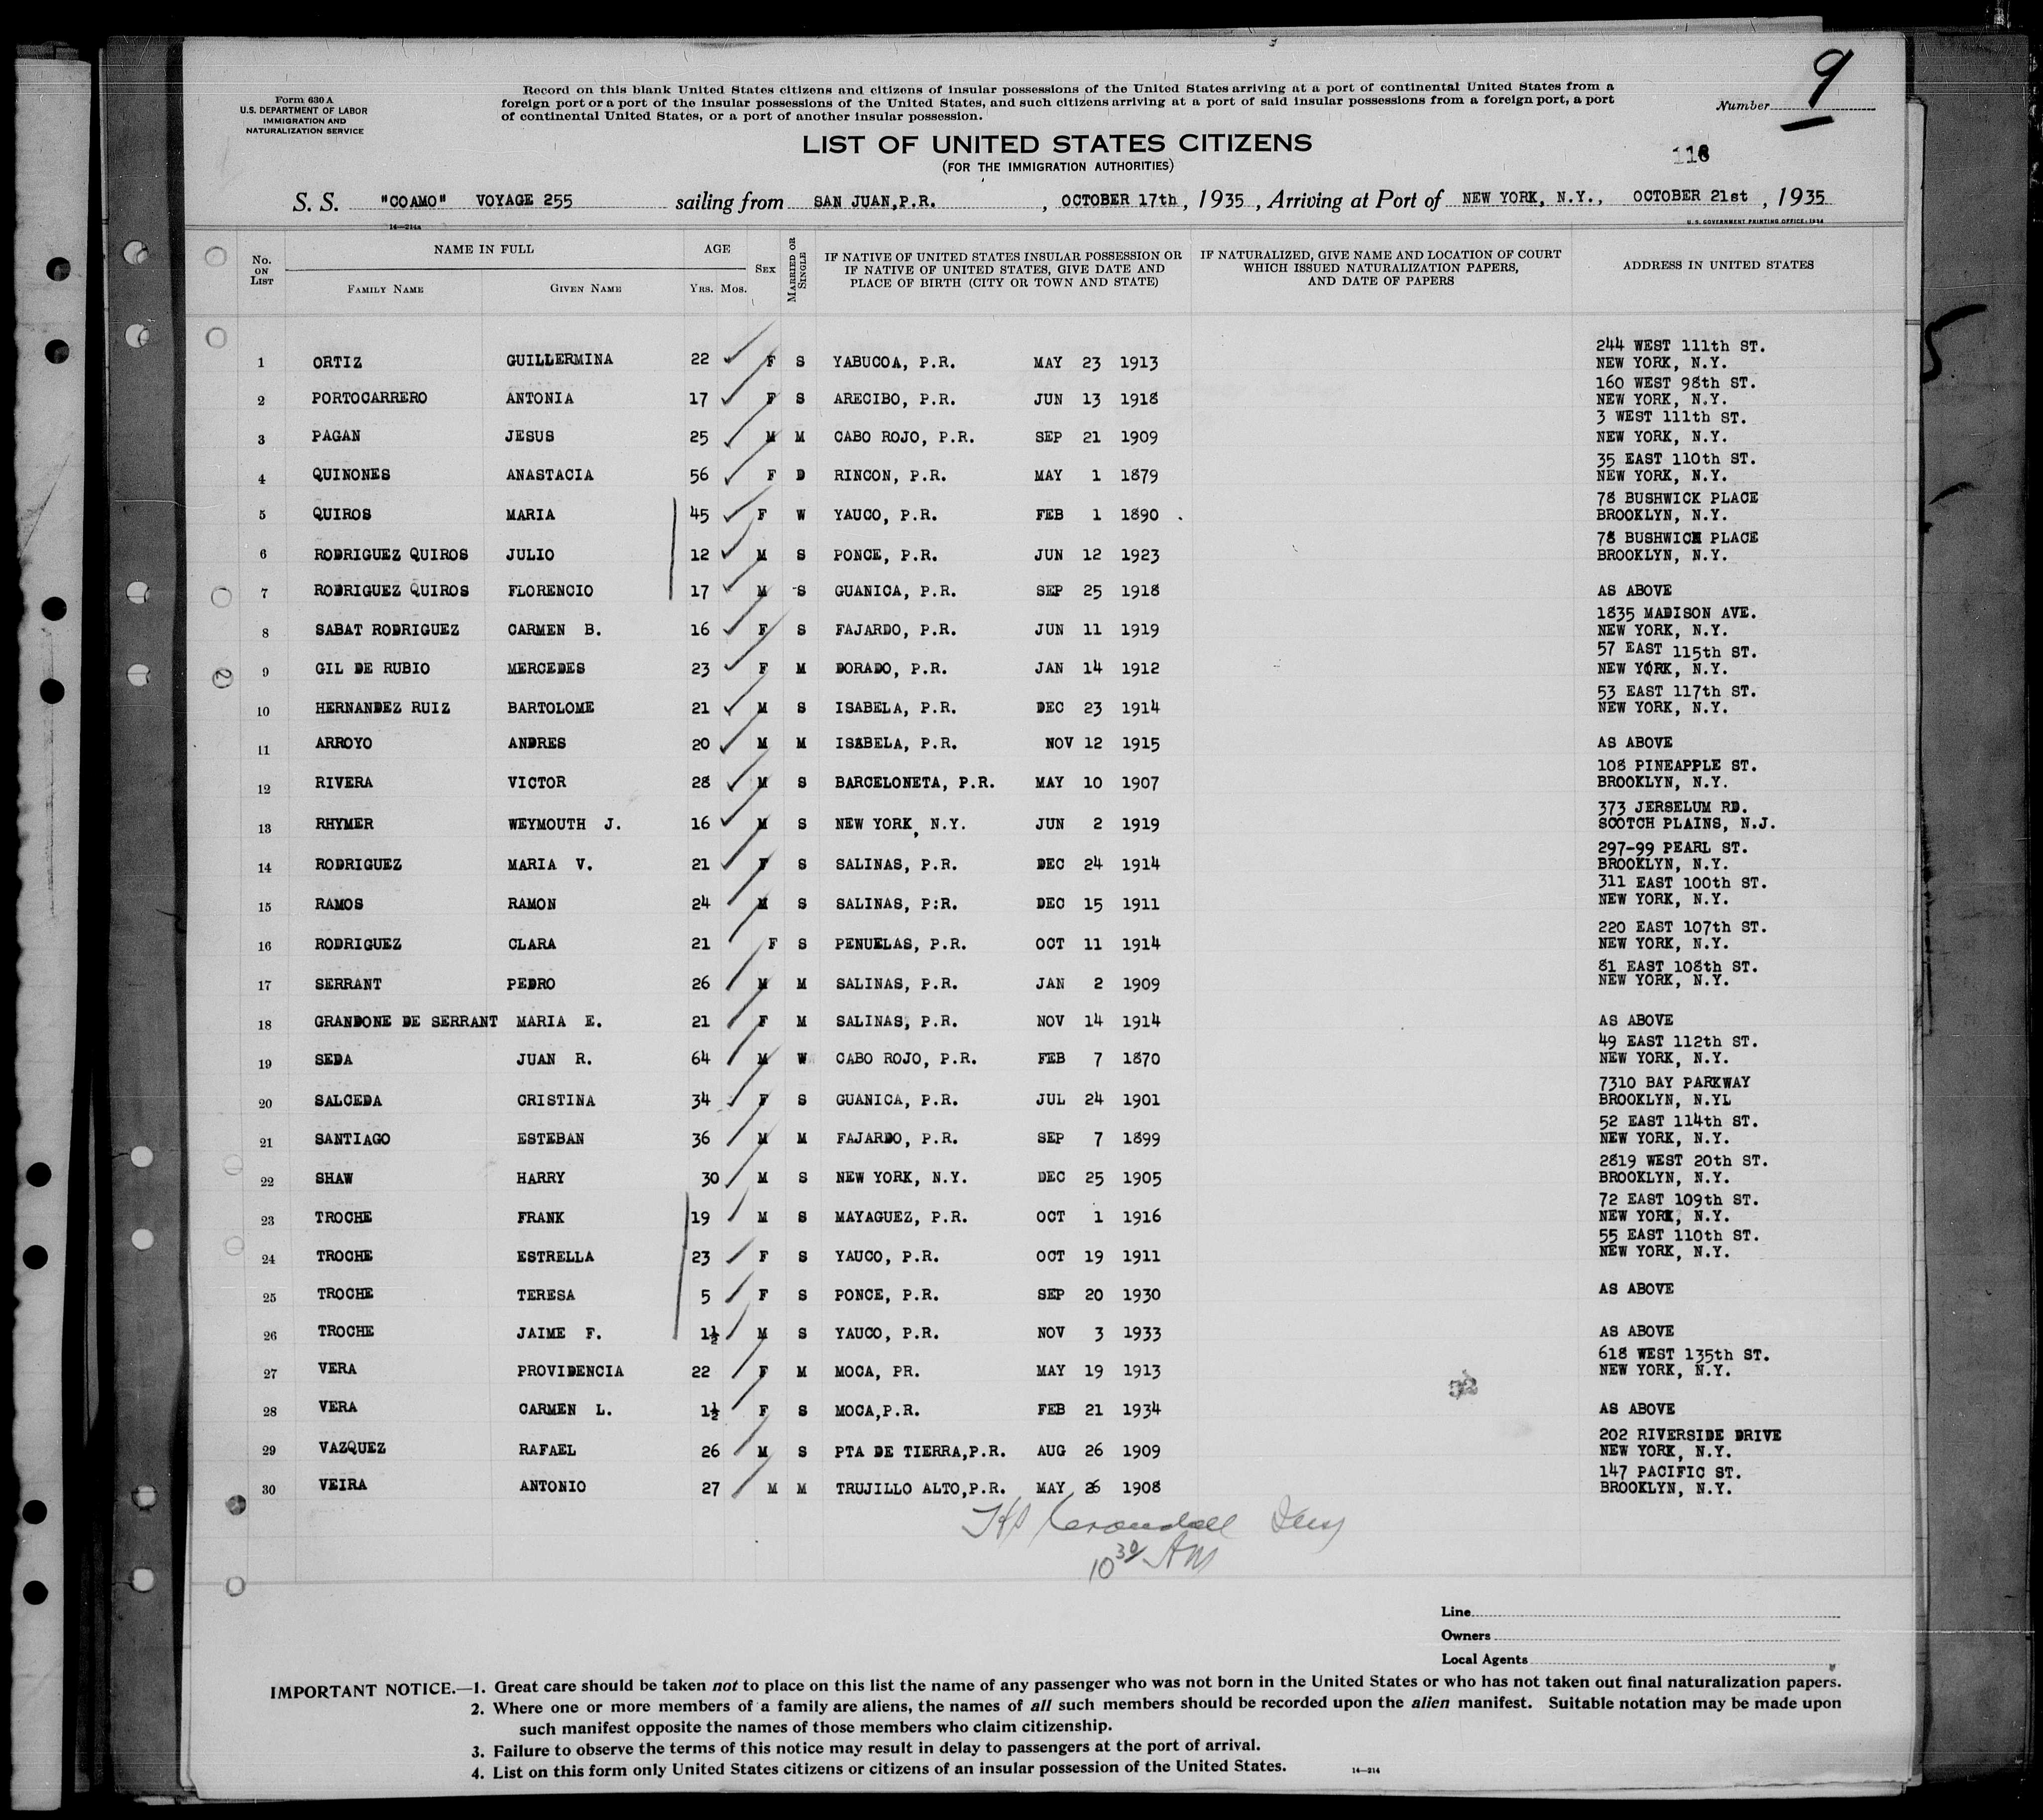 9
Form 630 A
U.S. DEPARTMENT OF LABOR
IMMIGRATION AND
NATURALIZATION SERVICE
Record on this blank United States citizens and citizens of insular possessions of the United States arriving at a port of continental United States from a
foreign port or a port of the insular possessions of the United States, and such citizens arriving at a port of said insular possessions from a foreign port, a port
of continental United States, or a port of another insular possession.
Number
LIST OF UNITED STATES CITIZENS
(FOR THE IMMIGRATION AUTHORITIES)
S. S. "COAMO" VOYAGE 255 sailing from SAN JUAN,P.R. , OCTOBER 17th , 1935 , Arriving at Port of NEW YORK, N.Y., OCTOBER 21st , 1935
14—214a
U. S. GOVERNMENT PRINTING OFFICE: 1934
No. ON LIST
NAME IN FULL
FAMILY NAME GIVEN NAME
AGE
YRS. MOS.
SEX
MARRIED OR SINGLE
IF NATIVE OF UNITED STATES INSULAR POSSESSION OR
IF NATIVE OF UNITED STATES, GIVE DATE AND
PLACE OF BIRTH (CITY OR TOWN AND STATE)
IF NATURALIZED, GIVE NAME AND LOCATION OF COURT
WHICH ISSUED NATURALIZATION PAPERS,
AND DATE OF PAPERS
ADDRESS IN UNITED STATES
244 WEST 111th ST.
1 ORTIZ GUILLERMINA 22 F S YABUCOA, P.R. MAY 23 1913 NEW YORK, N.Y.
160 WEST 98th ST.
2 PORTOCARRERO ANTONIA 17 F S ARECIBO, P.R. JUN 13 1918 NEW YORK, N.Y.
3 WEST 111th ST.
3 PAGAN JESUS 25 M M CABO ROJO, P.R. SEP 21 1909 NEW YORK, N.Y.
35 EAST 110th ST.
4 QUINONES ANASTACIA 56 F D RINCON, P.R. MAY 1 1879 NEW YORK, N.Y.
78 BUSHWICK PLACE
5 QUIROS MARIA 45 F W YAUCO, P.R. FEB 1 1890 . BROOKLYN, N.Y.
78 BUSHWICK PLACE
6 RODRIGUEZ QUIROS JULIO 12 M S PONCE, P.R. JUN 12 1923 BROOKLYN, N.Y.
7 RODRIGUEZ QUIROS FLORENCIO 17 M S GUANICA, P.R. SEP 25 1918 AS ABOVE
1835 MADISON AVE.
8 SABAT RODRIGUEZ CARMEN B. 16 F S FAJARDO, P.R. JUN 11 1919 NEW YORK, N.Y.
57 EAST 115th ST.
9 GIL DE RUBIO MERCEDES 23 F M DORADO, P.R. JAN 14 1912 NEW YORK, N.Y.
53 EAST 117th ST.
10 HERNANDEZ RUIZ BARTOLOME 21 M S ISABELA, P.R. DEC 23 1914 NEW YORK, N.Y.
11 ARROYO ANDRES 20 M M ISABELA, P.R. NOV 12 1915 AS ABOVE
108 PINEAPPLE ST.
12 RIVERA VICTOR 28 M S BARCELONETA, P.R. MAY 10 1907 BROOKLYN, N.Y.
373 JERSELUM RD.
13 RHYMER WEYMOUTH J. 16 M S NEW YORK, N.Y. JUN 2 1919 SCOTCH PLAINS, N.J.
297-99 PEARL ST.
14 RODRIGUEZ MARIA V. 21 F S SALINAS, P.R. DEC 24 1914 BROOKLYN, N.Y.
311 EAST 100th ST.
15 RAMOS RAMON 24 M S SALINAS, P:R. DEC 15 1911 NEW YORK, N.Y.
220 EAST 107th ST.
16 RODRIGUEZ CLARA 21 F S PENUELAS, P.R. OCT 11 1914 NEW YORK, N.Y.
81 EAST 108th ST.
17 SERRANT PEDRO 26 M M SALINAS, P.R. JAN 2 1909 NEW YORK, N.Y.
18 GRANDONE DE SERRANT MARIA E. 21 F M SALINAS, P.R. NOV 14 1914 AS ABOVE
49 EAST 112th ST.
19 SEDA JUAN R. 64 M W CABO ROJO, P.R. FEB 7 1870 NEW YORK, N.Y.
7310 BAY PARKWAY
20 SALCEDA CRISTINA 34 F S GUANICA, P.R. JUL 24 1901 BROOKLYN, N.YL
52 EAST 114th ST.
21 SANTIAGO ESTEBAN 36 M M FAJARDO, P.R. SEP 7 1899 NEW YORK, N.Y.
2819 WEST 20th ST.
22 SHAW HARRY 30 M S NEW YORK, N.Y. DEC 25 1905 BROOKLYN, N.Y.
72 EAST 109th ST.
23 TROCHE FRANK 19 M S MAYAGUEZ, P.R. OCT 1 1916 NEW YORK, N.Y.
55 EAST 110th ST.
24 TROCHE ESTRELLA 23 F S YAUCO, P.R. OCT 19 1911 NEW YORK, N.Y.
25 TROCHE TERESA 5 F S PONCE, P.R. SEP 20 1930 AS ABOVE
26 TROCHE JAIME F. 1½ M S YAUCO, P.R. NOV 3 1933 AS ABOVE
618 WEST 135th ST.
27 VERA PROVIDENCIA 22 F M MOCA, PR. MAY 19 1913 NEW YORK, N.Y.
28 VERA CARMEN L. 1½ F S MOCA,P.R. FEB 21 1934 AS ABOVE
202 RIVERSIDE DRIVE
29 VAZQUEZ RAFAEL 26 M S PTA DE TIERRA,P.R. AUG 26 1909 NEW YORK, N.Y.
147 PACIFIC ST.
30 VEIRA ANTONIO 27 M M TRUJILLO ALTO,P.R. MAY 26 1908 BROOKLYN, N.Y.
10 30 AM
Line
Owners
Local Agents
IMPORTANT NOTICE.—1. Great care should be taken not to place on this list the name of any passenger who was not born in the United States or who has not taken out final naturalization papers.
2. Where one or more members of a family are aliens, the names of all such members should be recorded upon the alien manifest. Suitable notation may be made upon
such manifest opposite the names of those members who claim citizenship.
3. Failure to observe the terms of this notice may result in delay to passengers at the port of arrival.
4. List on this form only United States citizens or citizens of an insular possession of the United States.
14—214